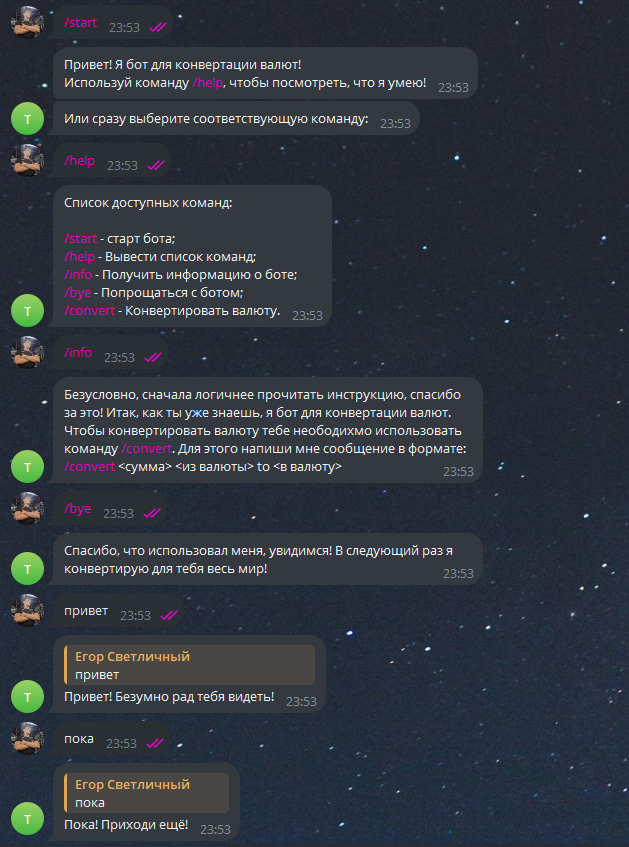 /start 23:53
Привет! Я бот для конвертации валют!
Используй команду /help, чтобы посмотреть, что я умею! 23:53
Т Или сразу выберите соответствующую команду: 23:53
/help 23:53
Список доступных команд:
/start - старт бота;
/help - Вывести список команд;
/info - Получить информацию о боте;
/bye - Попрощаться с ботом;
Т /convert - Конвертировать валюту. 23:53
/info 23:53
Безусловно, сначала логичнее прочитать инструкцию, спасибо
за это! Итак, как ты уже знаешь, я бот для конвертации валют.
Чтобы конвертировать валюту тебе неободихмо использовать
команду /convert. Для этого напиши мне сообщение в формате:
Т /convert <сумма> <из валюты> to <в валюту> 23:53
/bye 23:53
Спасибо, что использовал меня, увидимся! В следующий раз я
Т конвертирую для тебя весь мир! 23:53
привет 23:53
Егор Светличный
привет
Т Привет! Безумно рад тебя видеть! 23:53
пока 23:53
Егор Светличный
пока
Т Пока! Приходи ещё! 23:53